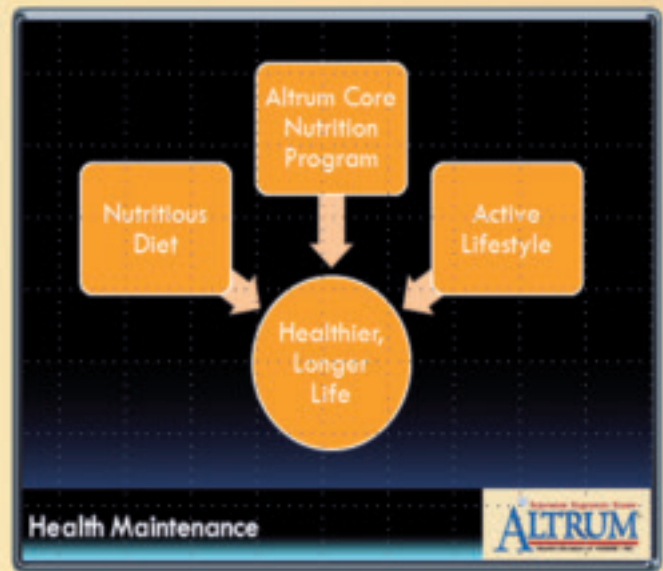 Altrum Core
Nutrition
Program
Nutritious
Diet
Active
Lifestyle
Healthier,
Longer
Life
Health Maintenance
ALTRUM